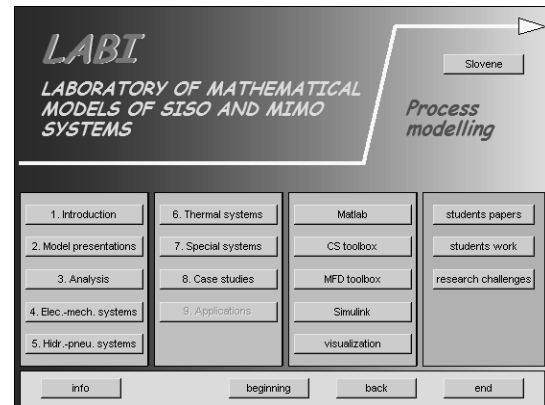 LABI
Slovene
LABORATORY OF MATHEMATICAL
MODELS OF SISO AND MIMO
SYSTEMS
Process
modelling
1. Introduction
2. Model presentations
3. Analysis
4. Elec.-mech. systems
5. Hidr.-pneu. systems
6. Thermal systems
7. Special systems
8. Case studies
9. Applications
Matlab
CS toolbox
MFD toolbox
Simulink
visualization
students papers
students work
research challenges
info
beginning
back
end